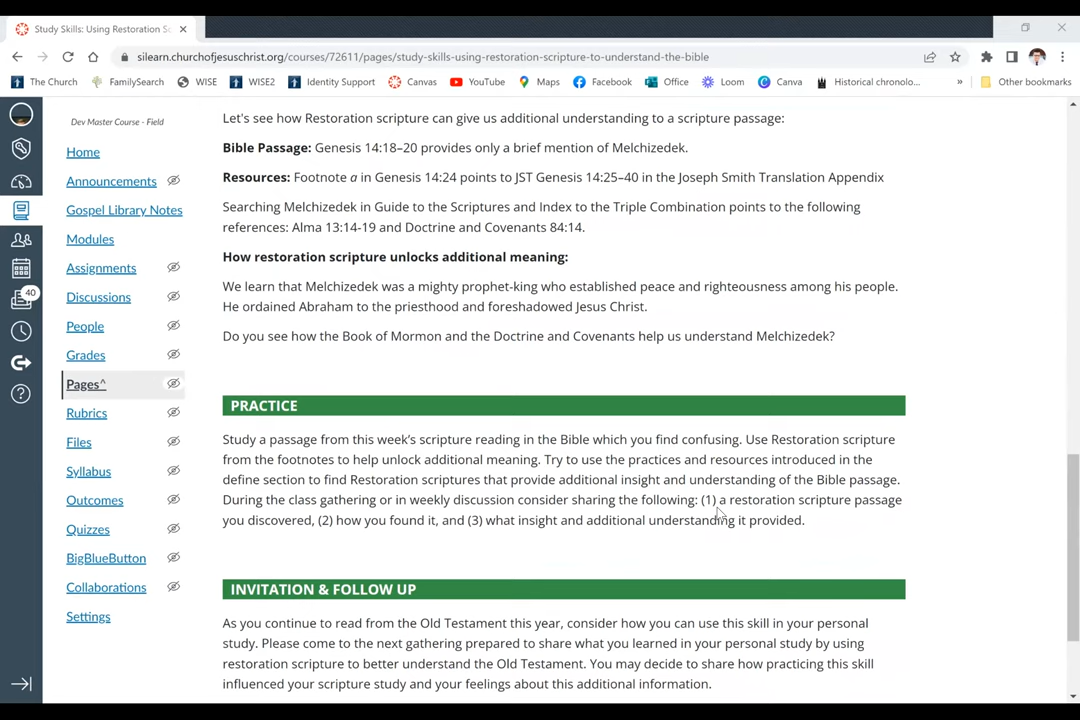 Study Skills: Using Restoration Sc
silearn.churchofjesuschrist.org/courses/72611/pages/study-skills-using-restoration-scripture-to-understand-the-bible
The Church FamilySearch WISE WISE2 Identity Support Canvas YouTube Maps Facebook Office Loom Canva Historical chronolo... » Other bookmarks
Dev Master Course - Field
Home
Announcements
Gospel Library Notes
Modules
Assignments
Discussions
People
Grades
Pages^
Rubrics
Files
Syllabus
Outcomes
Quizzes
BigBlueButton
Collaborations
Settings
40
Let's see how Restoration scripture can give us additional understanding to a scripture passage:
Bible Passage: Genesis 14:18–20 provides only a brief mention of Melchizedek.
Resources: Footnote a in Genesis 14:24 points to JST Genesis 14:25–40 in the Joseph Smith Translation Appendix
Searching Melchizedek in Guide to the Scriptures and Index to the Triple Combination points to the following
references: Alma 13:14-19 and Doctrine and Covenants 84:14.
How restoration scripture unlocks additional meaning:
We learn that Melchizedek was a mighty prophet-king who established peace and righteousness among his people.
He ordained Abraham to the priesthood and foreshadowed Jesus Christ.
Do you see how the Book of Mormon and the Doctrine and Covenants help us understand Melchizedek?
PRACTICE
Study a passage from this week's scripture reading in the Bible which you find confusing. Use Restoration scripture
from the footnotes to help unlock additional meaning. Try to use the practices and resources introduced in the
define section to find Restoration scriptures that provide additional insight and understanding of the Bible passage.
During the class gathering or in weekly discussion consider sharing the following: (1) a restoration scripture passage
you discovered, (2) how you found it, and (3) what insight and additional understanding it provided.
INVITATION & FOLLOW UP
As you continue to read from the Old Testament this year, consider how you can use this skill in your personal
study. Please come to the next gathering prepared to share what you learned in your personal study by using
restoration scripture to better understand the Old Testament. You may decide to share how practicing this skill
influenced your scripture study and your feelings about this additional information.